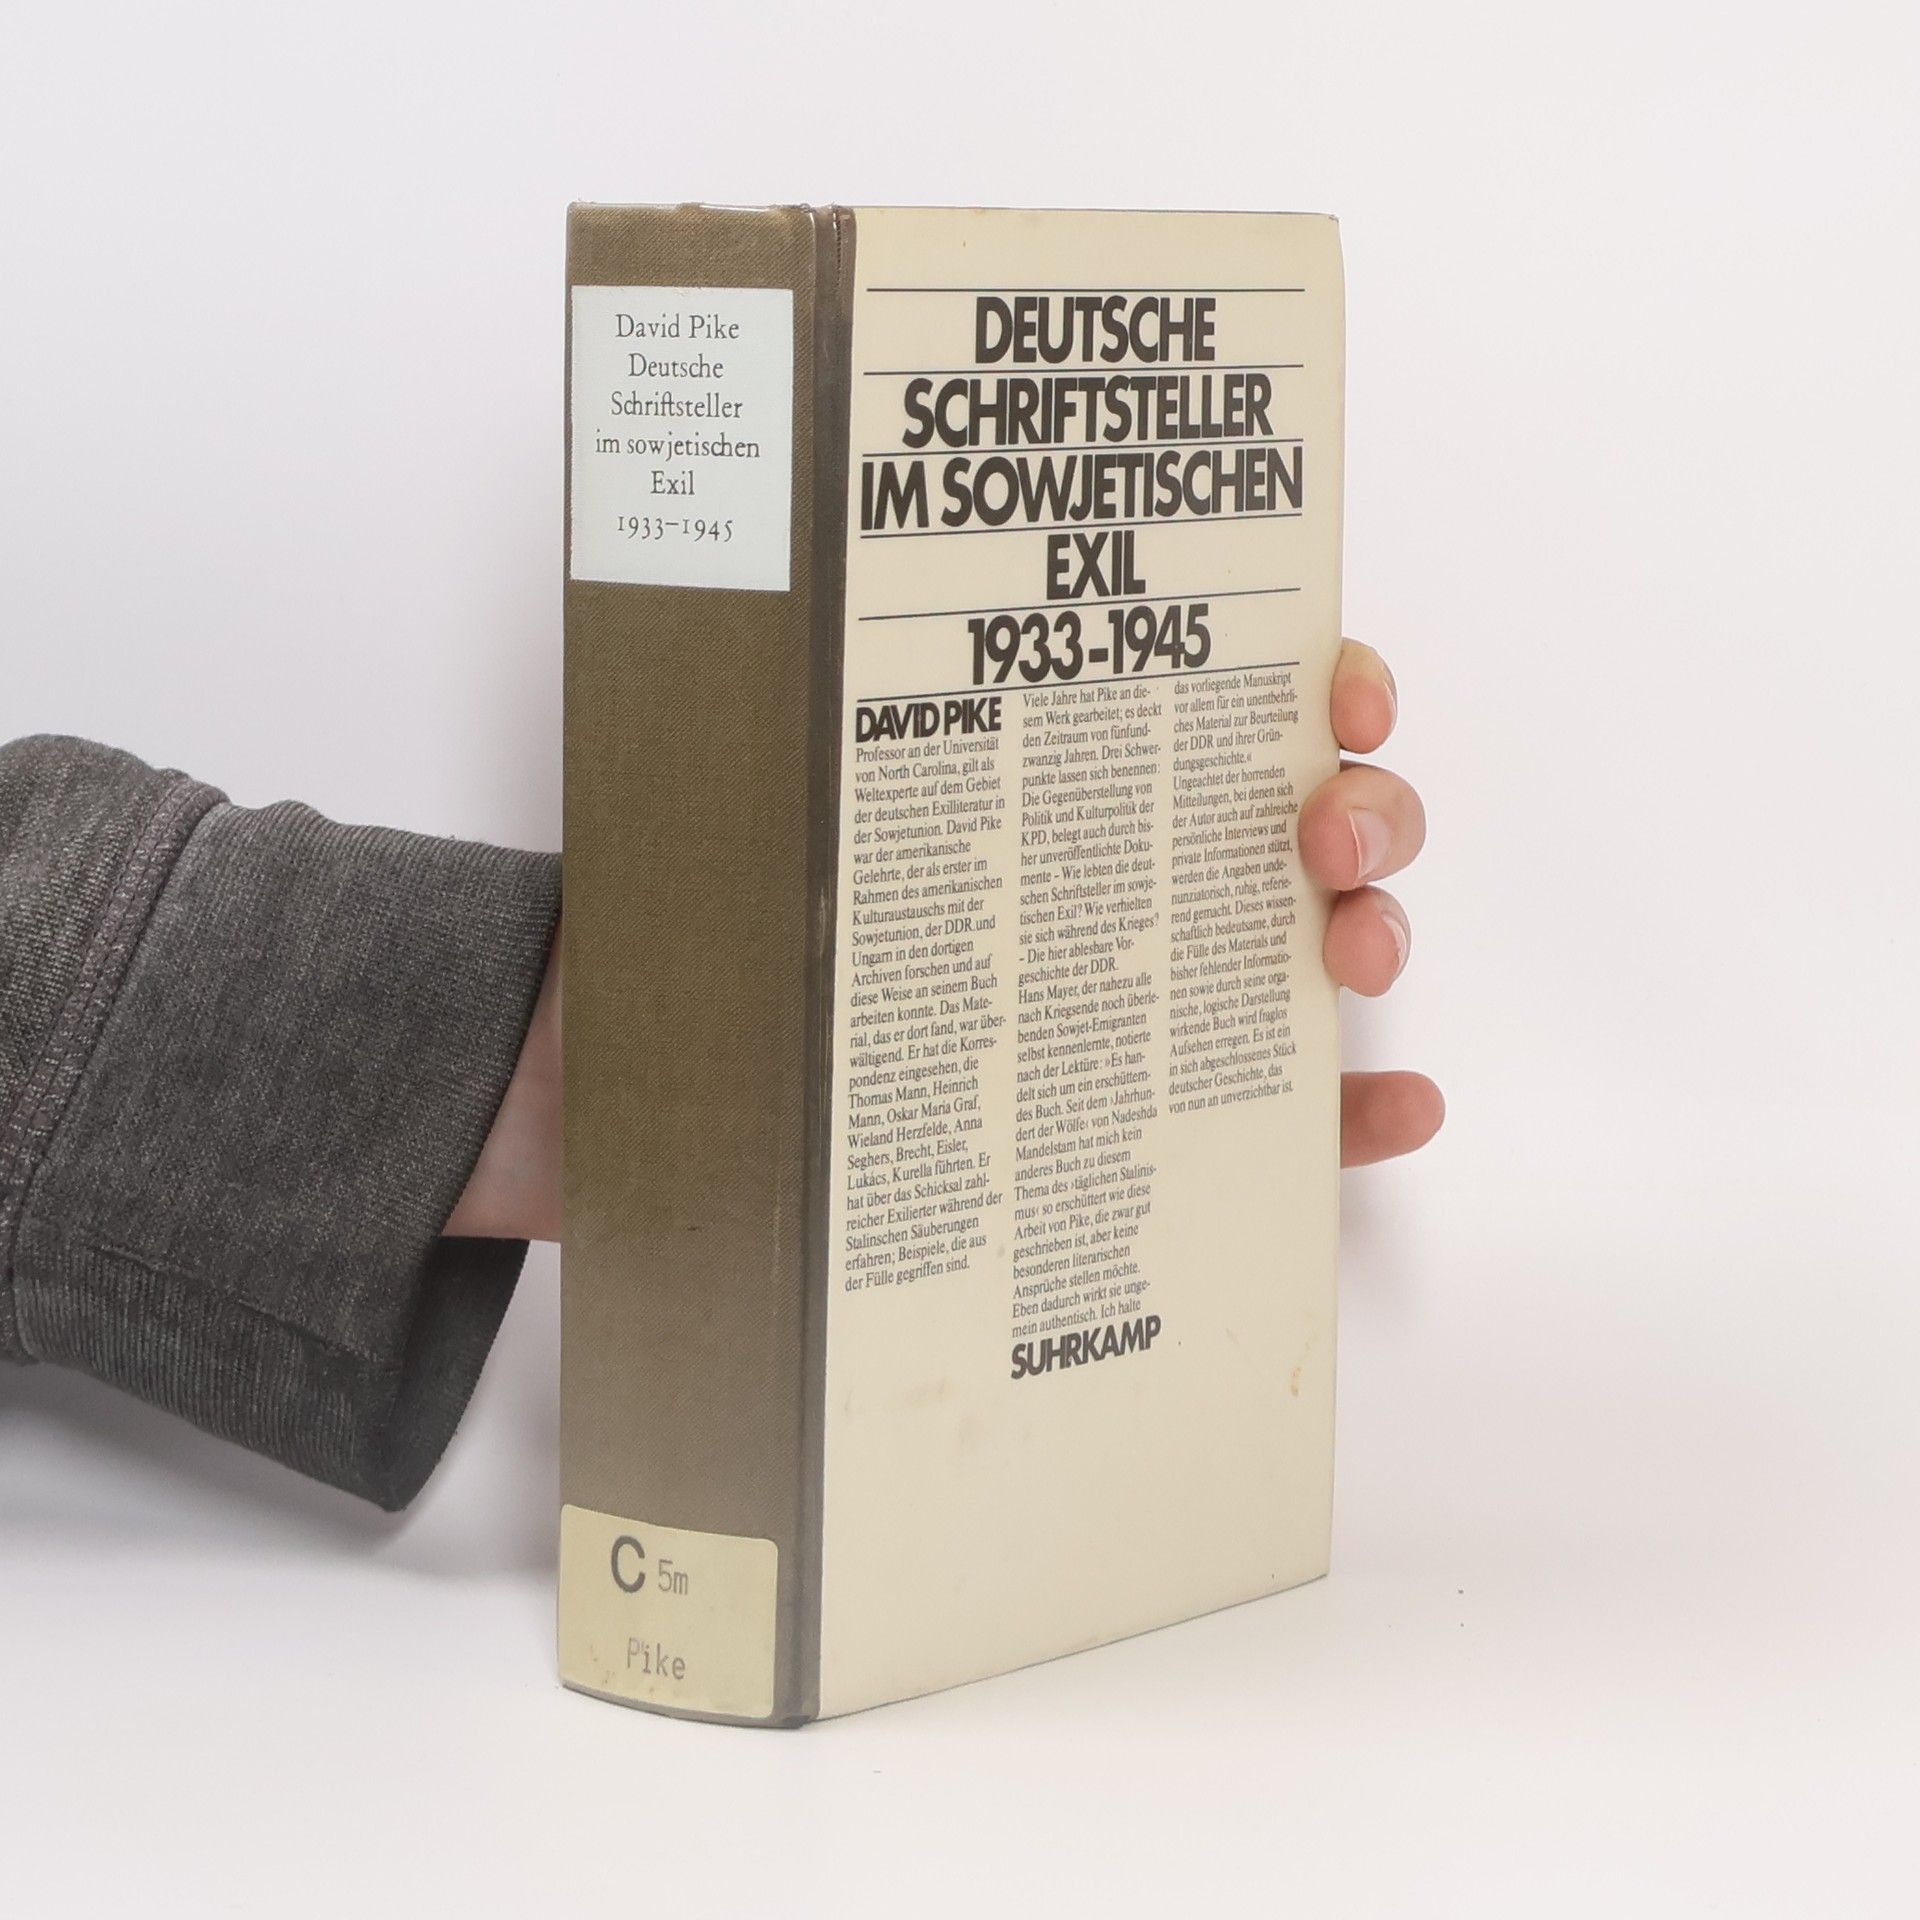 David Pike
Deutsche
Schriftsteller
im sowjetischen
Exil
1933–1945
C 5m
Pike
DEUTSCHE
SCHRIFTSTELLER
IM SOWJETISCHEN
EXIL
1933-1945
DAVID PIKE
Professor an der Universität
von North Carolina, gilt als
Weltexperte auf dem Gebiet
der deutschen Exilliteratur in
der Sowjetunion. David Pike
war der amerikanische
Gelehrte, der als erster im
Rahmen des amerikanischen
Kulturaustauschs mit der
Sowjetunion, der DDR und
Ungarn in den dortigen
Archiven forschen und auf
diese Weise an seinem Buch
arbeiten konnte. Das Mate-
rial, das er dort fand, war über-
wältigend. Er hat die Korres-
pondenz eingesehen, die
Thomas Mann, Heinrich
Mann, Oskar Maria Graf,
Wieland Herzfelde, Anna
Seghers, Brecht, Eisler,
Lukács, Kurella führten. Er
hat über das Schicksal zahl-
reicher Exilierter während der
Stalinschen Säuberungen
erfahren; Beispiele, die aus
der Fülle gegriffen sind.
Viele Jahre hat Pike an die-
sem Werk gearbeitet; es deckt
den Zeitraum von fünfund-
zwanzig Jahren. Drei Schwer-
punkte lassen sich benennen:
Die Gegenüberstellung von
Politik und Kulturpolitik der
KPD, belegt auch durch bis-
her unveröffentlichte Doku-
mente – Wie lebten die deut-
schen Schriftsteller im sowje-
tischen Exil? Wie verhielten
sie sich während des Krieges?
– Die hier ablesbare Vor-
geschichte der DDR.
Hans Mayer, der nahezu alle
nach Kriegsende noch überle-
benden Sowjet-Emigranten
selbst kennenlernte, notierte
nach der Lektüre: »Es han-
delt sich um ein erschüttern-
des Buch. Seit dem ›Jahrhun-
dert der Wölfe‹ von Nadeshda
Mandelstam hat mich kein
anderes Buch zu diesem
Thema des ›täglichen Stalinis-
mus‹ so erschüttert wie diese
Arbeit von Pike, die zwar gut
geschrieben ist, aber keine
besonderen literarischen
Ansprüche stellen möchte.
Eben dadurch wirkt sie unge-
mein authentisch. Ich halte
das vorliegende Manuskript
vor allem für ein unentbehrli-
ches Material zur Beurteilung
der DDR und ihrer Grün-
dungsgeschichte.«
Ungeachtet der horrenden
Mitteilungen, bei denen sich
der Autor auch auf zahlreiche
persönliche Interviews und
private Informationen stützt,
werden die Angaben unde-
nunziatorisch, ruhig, referie-
rend gemacht. Dieses wissen-
schaftlich bedeutsame, durch
die Fülle des Materials und
bisher fehlender Informatio-
nen sowie durch seine orga-
nische, logische Darstellung
wirkende Buch wird fraglos
Aufsehen erregen. Es ist ein
in sich abgeschlossenes Stück
deutscher Geschichte, das
von nun an unverzichtbar ist.
SUHRKAMP